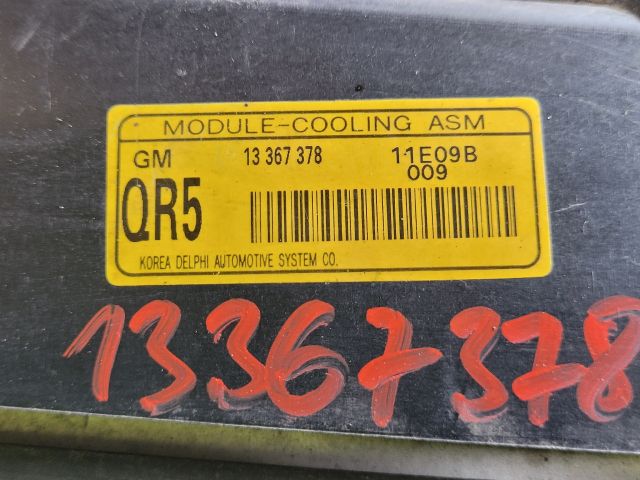 MODULE-COOLING ASM
GM 13 367 378 11E09B
009
QR5
KOREA DELPHI AUTOMOTIVE SYSTEM CO.
13367378